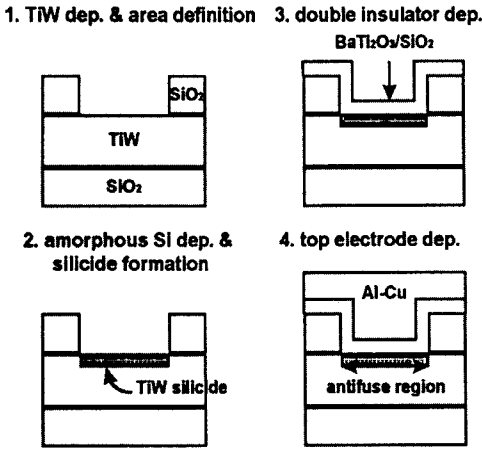 1. TiW dep. & area definition
SiO₂
TiW
SiO₂
2. amorphous Si dep. &
silicide formation
TiW silicide
3. double insulator dep.
BaTi₂O₃/SiO₂
4. top electrode dep.
Al-Cu
antifuse region